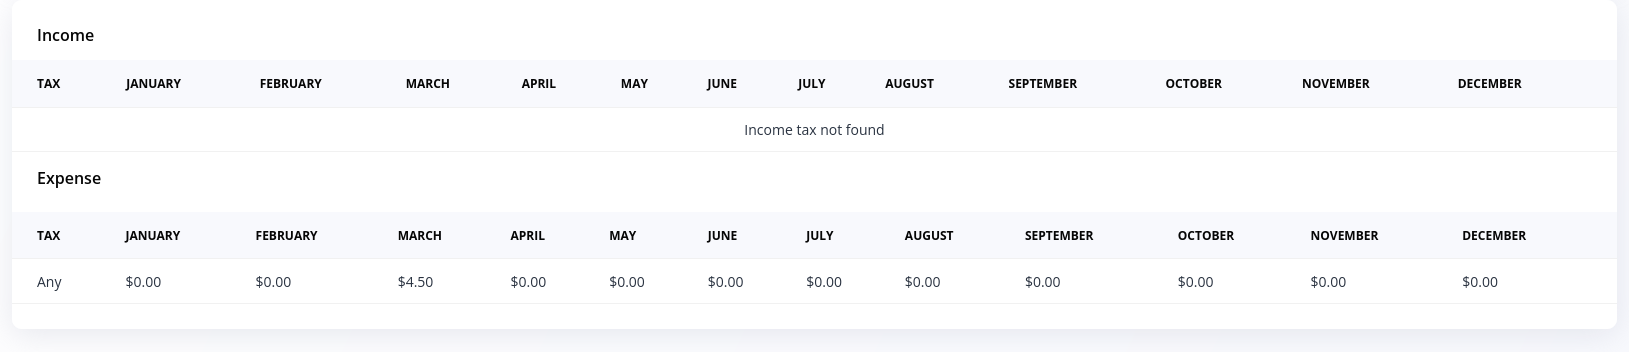 Income
TAX JANUARY FEBRUARY MARCH APRIL MAY JUNE JULY AUGUST SEPTEMBER OCTOBER NOVEMBER DECEMBER
Income tax not found
Expense
TAX JANUARY FEBRUARY MARCH APRIL MAY JUNE JULY AUGUST SEPTEMBER OCTOBER NOVEMBER DECEMBER
Any $0.00 $0.00 $4.50 $0.00 $0.00 $0.00 $0.00 $0.00 $0.00 $0.00 $0.00 $0.00